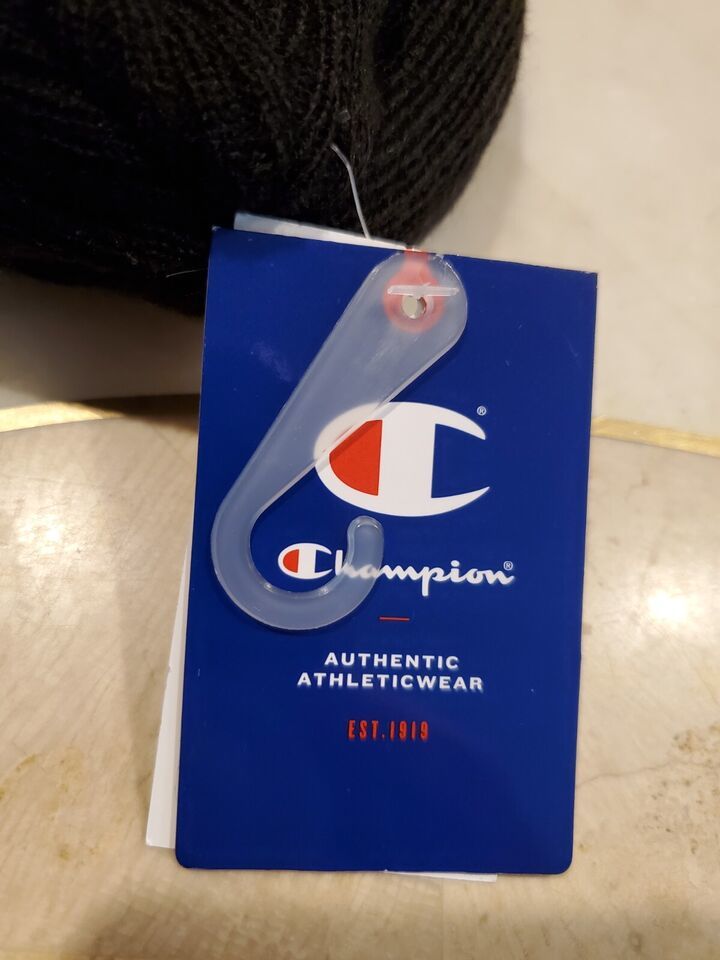 ®
Champion®
AUTHENTIC
ATHLETICWEAR
EST.1919